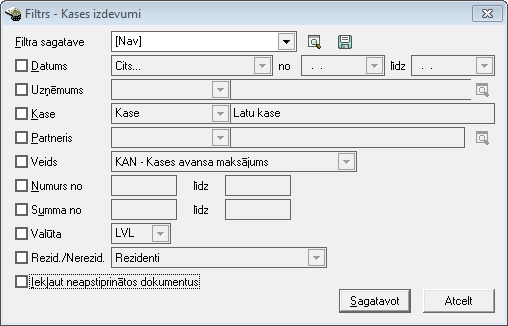 Filtrs - Kases izdevumi
Filtra sagatave [Nav]
Datums Cits... no . . līdz . .
Uzņēmums
Kase Kase Latu kase
Partneris
Veids KAN - Kases avansa maksājums
Numurs no līdz
Summa no līdz
Valūta LVL
Rezid./Nerezid. Rezidenti
Iekļaut neapstiprinātos dokumentus
Sagatavot Atcelt